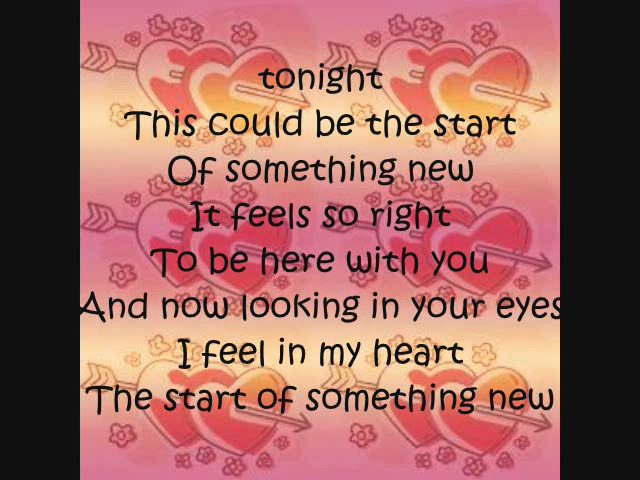 tonight
This could be the start
Of something new
It feels so right
To be here with you
And now looking in your eyes
I feel in my heart
The start of something new